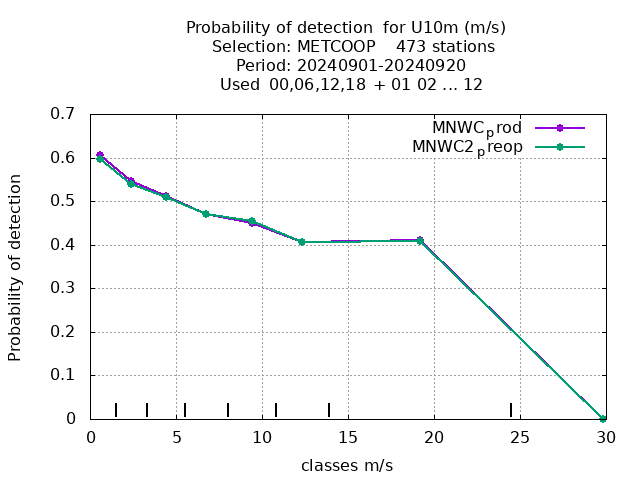 Probability of detection  for U10m (m/s)
Selection: METCOOP    473 stations
Period: 20240901-20240920
Used  00,06,12,18  + 01 02 ... 12
MNWCprod
MNWC2preop
Probability of detection
0.7
0.6
0.5
0.4
0.3
0.2
0.1
0
0 5 10 15 20 25 30
classes m/s